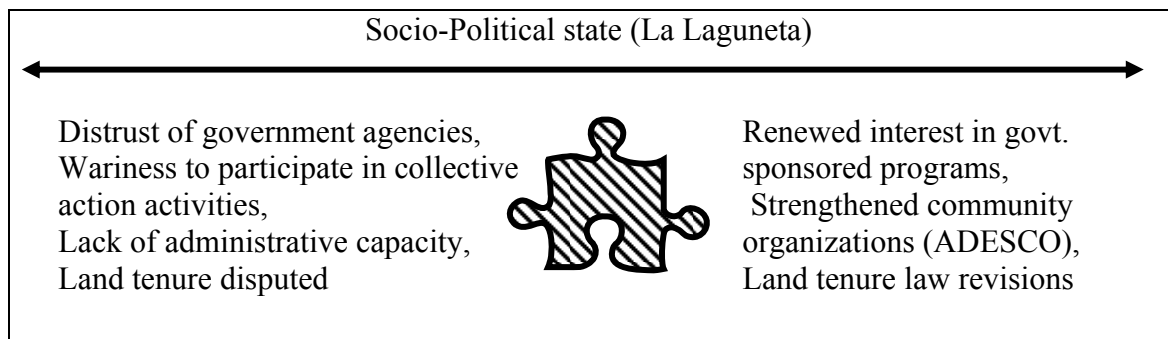 Socio-Political state (La Laguneta)
Distrust of government agencies,
Wariness to participate in collective
action activities,
Lack of administrative capacity,
Land tenure disputed
Renewed interest in govt.
sponsored programs,
Strengthened community
organizations (ADESCO),
Land tenure law revisions